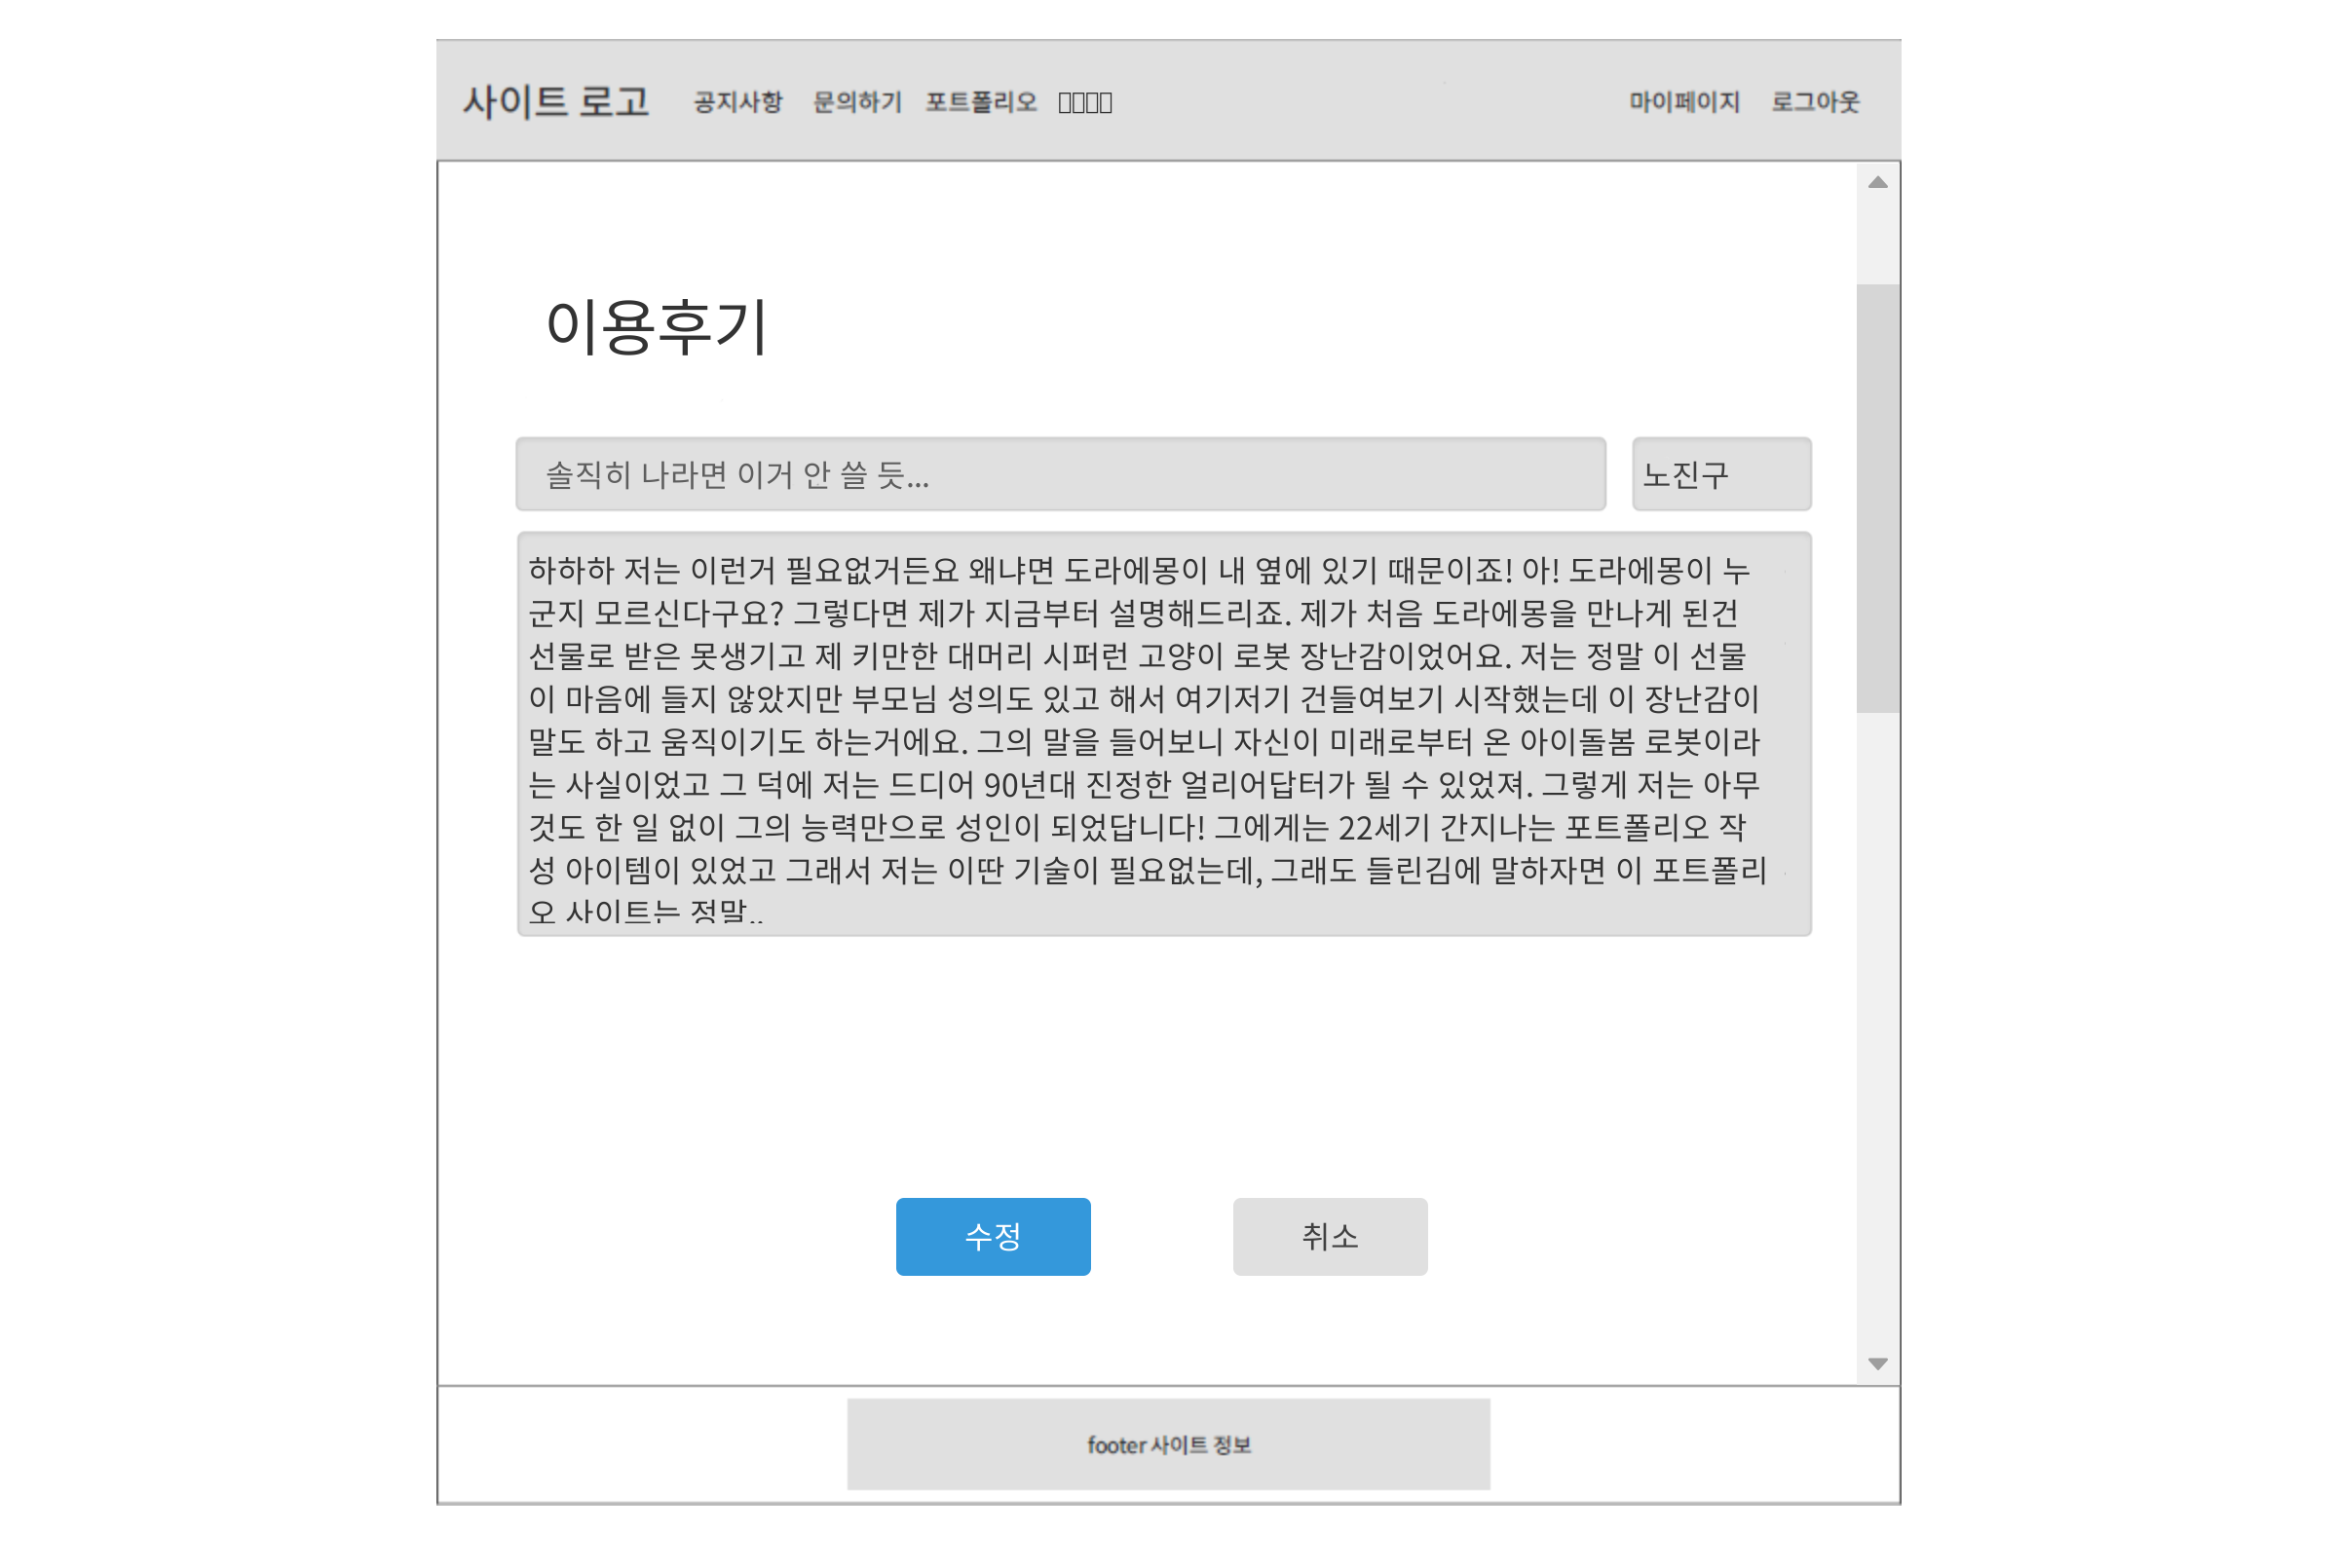 사이트 로고 공지사항 문의하기 포트폴리오 마이페이지 로그아웃
이용후기
솔직히 나라면 이거 안 쓸 듯... 노진구
하하하 저는 이런거 필요없거든요 왜냐면 도라에몽이 내 옆에 있기 때문이죠! 아! 도라에몽이 누
군지 모르신다구요? 그렇다면 제가 지금부터 설명해드리죠. 제가 처음 도라에몽을 만나게 된건
선물로 받은 못생기고 제 키만한 대머리 시퍼런 고양이 로봇 장난감이었어요. 저는 정말 이 선물
이 마음에 들지 않았지만 부모님 성의도 있고 해서 여기저기 건들여보기 시작했는데 이 장난감이
말도 하고 움직이기도 하는거에요. 그의 말을 들어보니 자신이 미래로부터 온 아이돌봄 로봇이라
는 사실이었고 그 덕에 저는 드디어 90년대 진정한 얼리어답터가 될 수 있었져. 그렇게 저는 아무
것도 한 일 없이 그의 능력만으로 성인이 되었답니다! 그에게는 22세기 간지나는 포트폴리오 작
성 아이템이 있었고 그래서 저는 이딴 기술이 필요없는데, 그래도 들린김에 말하자면 이 포트폴리
오 사이트는 정말..
수정 취소
footer 사이트 정보